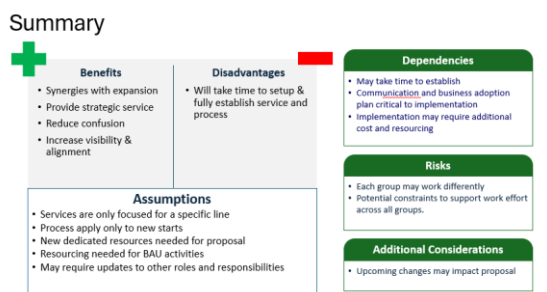 Summary
Benefits
• Synergies with expansion
• Provide strategic service
• Reduce confusion
• Increase visibility &
alignment
Disadvantages
• Will take time to setup &
fully establish service and
process
Assumptions
• Services are only focused for a specific line
• Process apply only to new starts
• New dedicated resources needed for proposal
• Resourcing needed for BAU activities
• May require updates to other roles and responsibilities
Dependencies
• May take time to establish
• Communication and business adoption
plan critical to implementation
• Implementation may require additional
cost and resourcing
Risks
• Each group may work differently
• Potential constraints to support work effort
across all groups.
Additional Considerations
• Upcoming changes may impact proposal